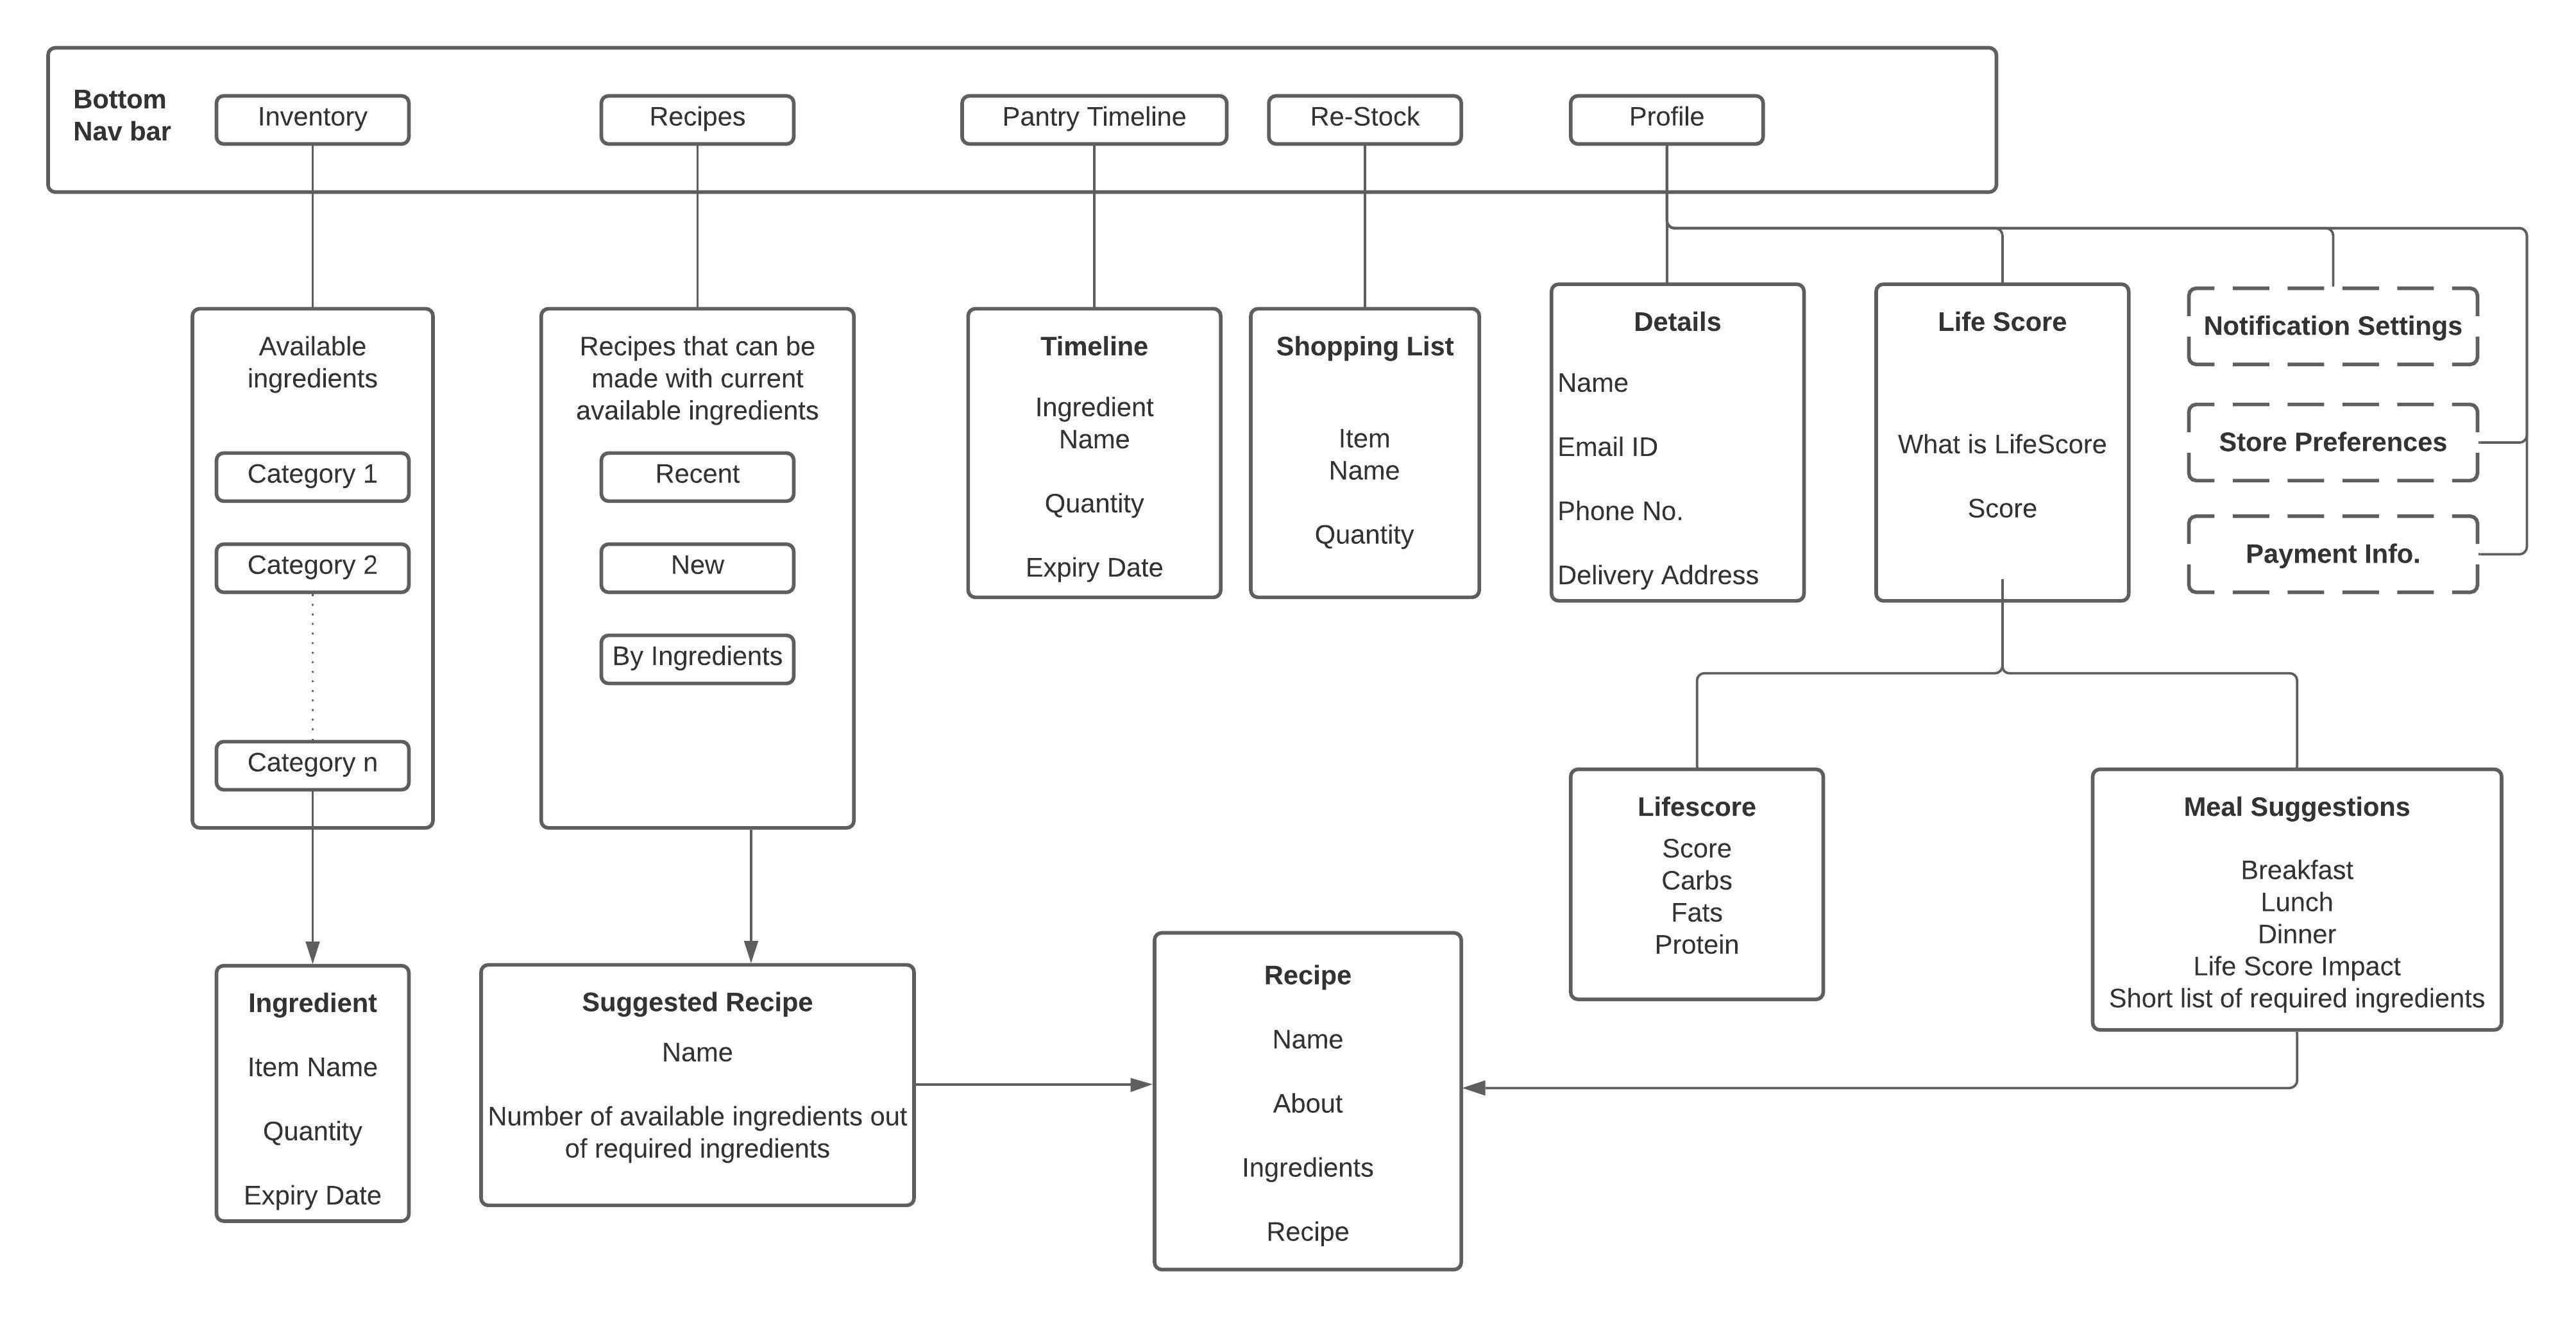 Bottom
Nav bar
Inventory
Recipes
Pantry Timeline
Re-Stock
Profile
Available
ingredients
Category 1
Category 2
Category n
Recipes that can be
made with current
available ingredients
Recent
New
By Ingredients
Timeline
Ingredient
Name
Quantity
Expiry Date
Shopping List
Item
Name
Quantity
Details
Name
Email ID
Phone No.
Delivery Address
Life Score
What is LifeScore
Score
Notification Settings
Store Preferences
Payment Info.
Ingredient
Item Name
Quantity
Expiry Date
Suggested Recipe
Name
Number of available ingredients out
of required ingredients
Recipe
Name
About
Ingredients
Recipe
Lifescore
Score
Carbs
Fats
Protein
Meal Suggestions
Breakfast
Lunch
Dinner
Life Score Impact
Short list of required ingredients